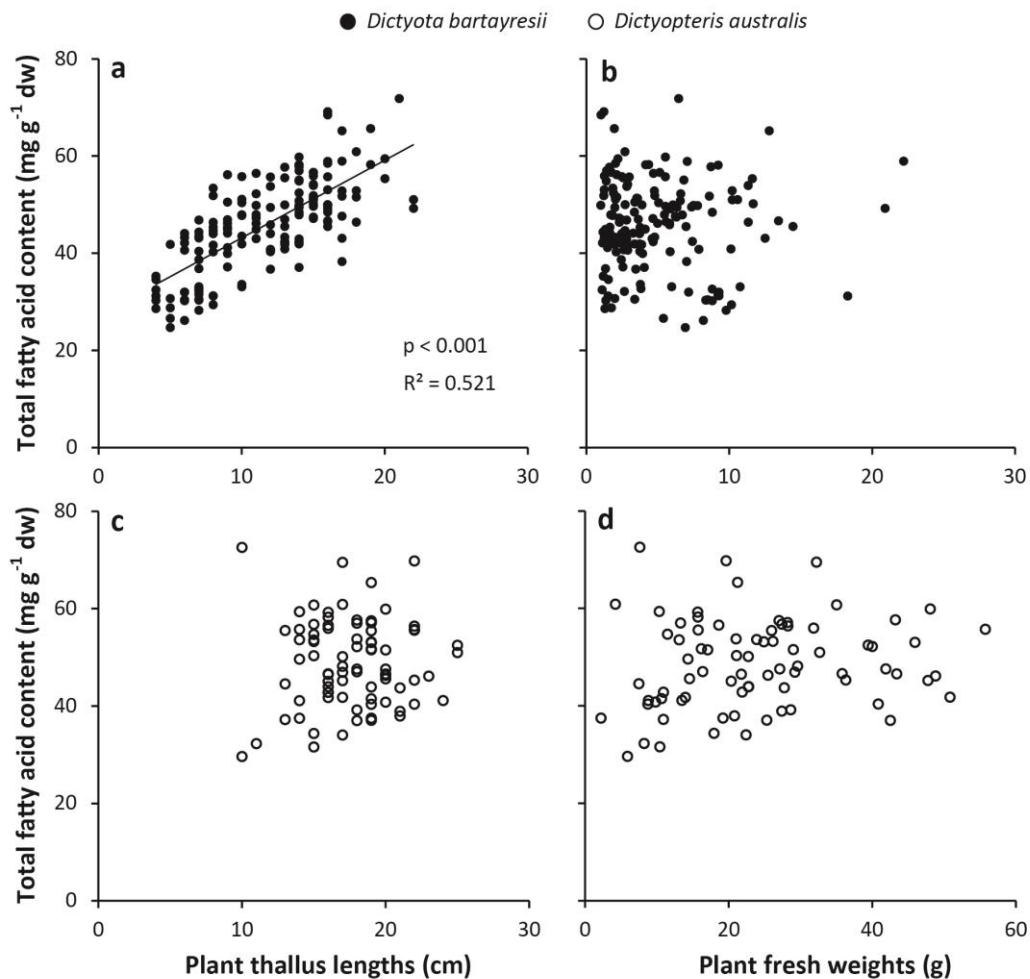 ● Dictyota bartayresii ○ Dictyopteris australis
a
b
80
60
40
20
0
Total fatty acid content (mg g⁻¹ dw)
p < 0.001
R² = 0.521
0 10 20 30
0 10 20 30
c
d
80
60
40
20
0
Total fatty acid content (mg g⁻¹ dw)
0 10 20 30
0 20 40 60
Plant thallus lengths (cm)
Plant fresh weights (g)